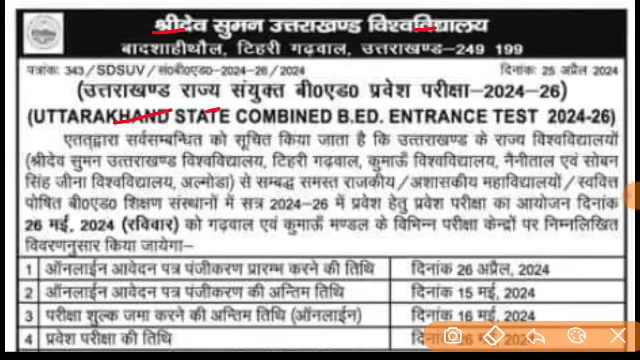 श्रीदेव सुमन उत्तराखण्ड विश्वविद्यालय
बादशाहीथौल, टिहरी गढ़वाल, उत्तराखण्ड-249 199
पत्रांकः 343/SDSUV/सं0बी0एड0-2024-26/2024 दिनांकः 25 अप्रैल 2024
(उत्तराखण्ड राज्य संयुक्त बी0एड0 प्रवेश परीक्षा-2024-26)
(UTTARAKHAND STATE COMBINED B.ED. ENTRANCE TEST 2024-26)
एतत्द्वारा सर्वसम्बन्धित को सूचित किया जाता है कि उत्तराखण्ड के राज्य विश्वविद्यालयों
(श्रीदेव सुमन उत्तराखण्ड विश्वविद्यालय, टिहरी गढ़वाल, कुमाऊँ विश्वविद्यालय, नैनीताल एवं सोबन
सिंह जीना विश्वविद्यालय, अल्मोडा) से सम्बद्ध समस्त राजकीय/अशासकीय महाविद्यालयों/स्ववित्त
पोषित बी0एड0 शिक्षण संस्थानों में सत्र 2024-26 में प्रवेश हेतु प्रवेश परीक्षा का आयोजन दिनांक
26 मई, 2024 (रविवार) को गढ़वाल एवं कुमाऊँ मण्डल के विभिन्न परीक्षा केन्द्रों पर निम्नलिखित
विवरणनुसार किया जायेगा-
1 ऑनलाईन आवेदन पत्र पंजीकरण प्रारम्भ करने की तिथि दिनांक 26 अप्रैल, 2024
2 ऑनलाईन आवेदन पत्र पंजीकरण की अन्तिम तिथि दिनांक 15 मई, 2024
3 परीक्षा शुल्क जमा करने की अन्तिम तिथि (ऑनलाईन) दिनांक 16 मई, 2024
4 प्रवेश परीक्षा की तिथि